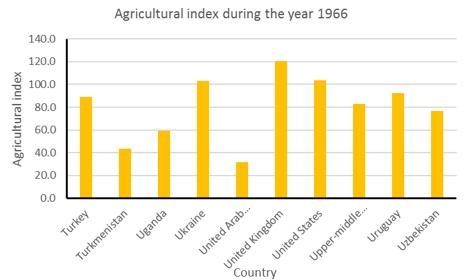 Agricultural index during the year 1966
Agricultural Index
140.0
120.0
100.0
80.0
60.0
40.0
20.0
0.0
Turkey
Turkmenistan
Uganda
Ukraine
United Arab...
United Kingdom
United States
Upper-middle...
Uruguay
Uzbekistan
Country